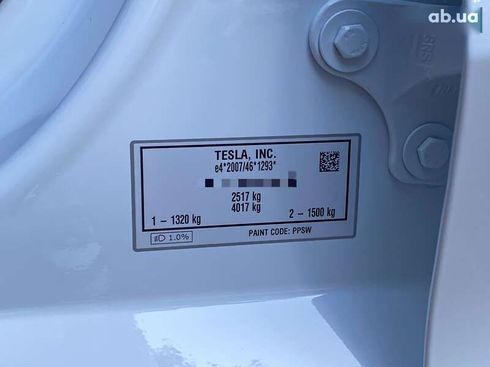 ab.ua
TESLA, INC.
e4*2007/46*1293*
2517 kg
4017 kg
1 - 1320 kg 2 - 1500 kg
1.0%
PAINT CODE: PPSW